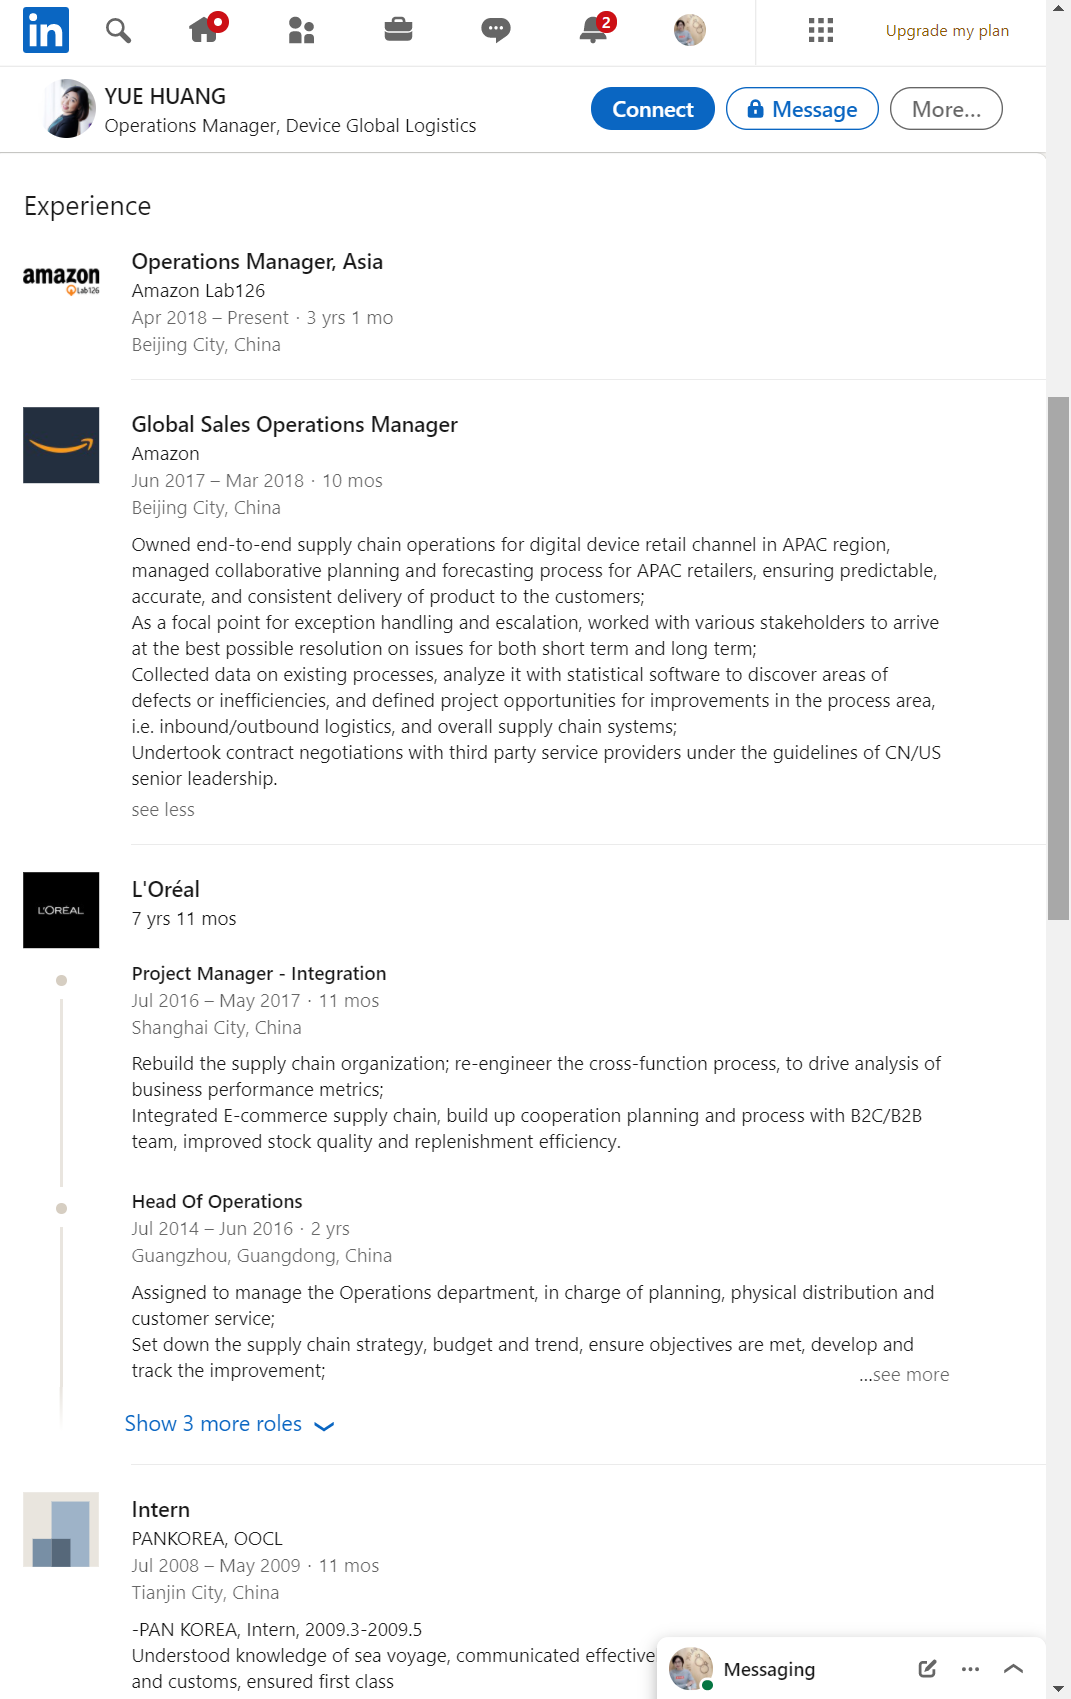 in
2
Upgrade my plan
YUE HUANG
Operations Manager, Device Global Logistics
Connect
Message
More...
Experience
amazon
Lab126
Operations Manager, Asia
Amazon Lab126
Apr 2018 – Present · 3 yrs 1 mo
Beijing City, China
Global Sales Operations Manager
Amazon
Jun 2017 – Mar 2018 · 10 mos
Beijing City, China
Owned end-to-end supply chain operations for digital device retail channel in APAC region,
managed collaborative planning and forecasting process for APAC retailers, ensuring predictable,
accurate, and consistent delivery of product to the customers;
As a focal point for exception handling and escalation, worked with various stakeholders to arrive
at the best possible resolution on issues for both short term and long term;
Collected data on existing processes, analyze it with statistical software to discover areas of
defects or inefficiencies, and defined project opportunities for improvements in the process area,
i.e. inbound/outbound logistics, and overall supply chain systems;
Undertook contract negotiations with third party service providers under the guidelines of CN/US
senior leadership.
see less
L'ORÉAL
L'Oréal
7 yrs 11 mos
Project Manager - Integration
Jul 2016 – May 2017 · 11 mos
Shanghai City, China
Rebuild the supply chain organization; re-engineer the cross-function process, to drive analysis of
business performance metrics;
Integrated E-commerce supply chain, build up cooperation planning and process with B2C/B2B
team, improved stock quality and replenishment efficiency.
Head Of Operations
Jul 2014 – Jun 2016 · 2 yrs
Guangzhou, Guangdong, China
Assigned to manage the Operations department, in charge of planning, physical distribution and
customer service;
Set down the supply chain strategy, budget and trend, ensure objectives are met, develop and
track the improvement;
...see more
Show 3 more roles
Intern
PANKOREA, OOCL
Jul 2008 – May 2009 · 11 mos
Tianjin City, China
-PAN KOREA, Intern, 2009.3-2009.5
Understood knowledge of sea voyage, communicated effective
and customs, ensured first class
Messaging